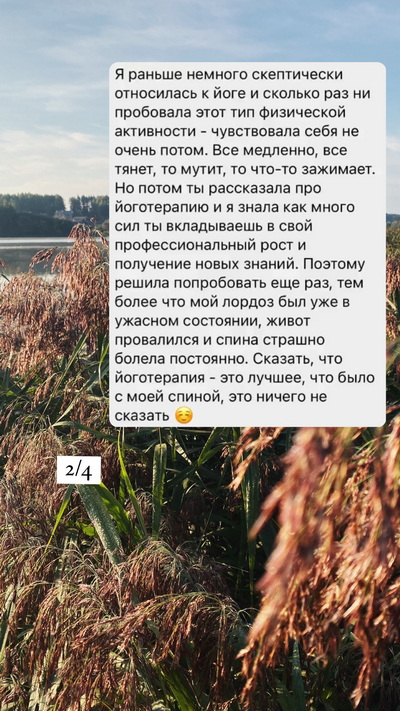 Я раньше немного скептически
относилась к йоге и сколько раз ни
пробовала этот тип физической
активности - чувствовала себя не
очень потом. Все медленно, все
тянет, то мутит, то что-то зажимает.
Но потом ты рассказала про
йоготерапию и я знала как много
сил ты вкладываешь в свой
профессиональный рост и
получение новых знаний. Поэтому
решила попробовать еще раз, тем
более что мой лордоз был уже в
ужасном состоянии, живот
провалился и спина страшно
болела постоянно. Сказать, что
йоготерапия - это лучшее, что было
с моей спиной, это ничего не
сказать ☺️
2/4